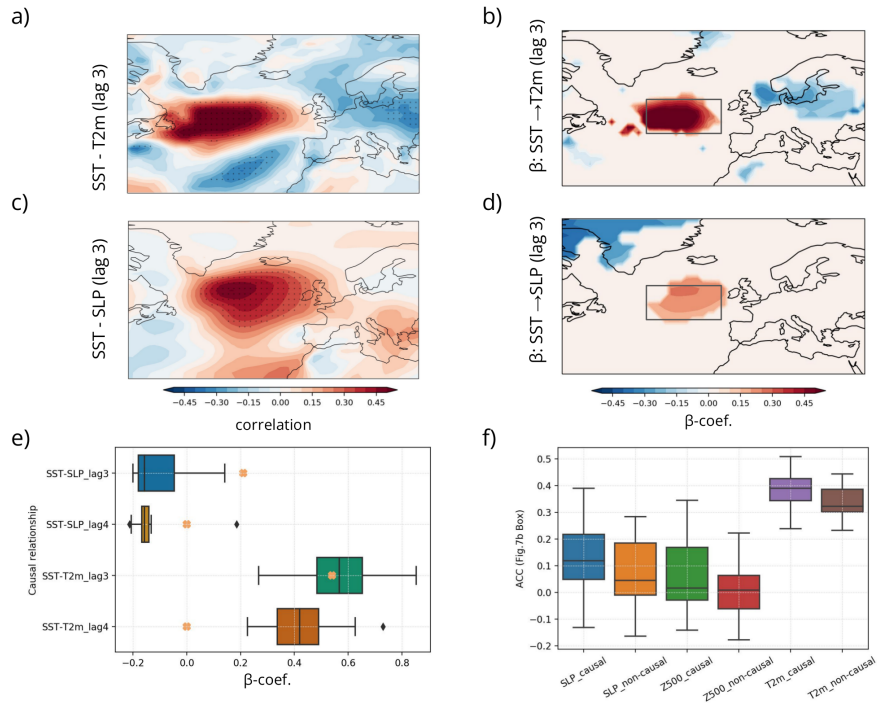 a)
SST - T2m (lag 3)
b)
β: SST →T2m (lag 3)
c)
SST - SLP (lag 3)
d)
β: SST →SLP (lag 3)
−0.45 −0.30 −0.15 0.00 0.15 0.30 0.45
correlation
−0.45 −0.30 −0.15 0.00 0.15 0.30 0.45
β-coef.
e)
Causal relationship
SST-SLP_lag3
SST-SLP_lag4
SST-T2m_lag3
SST-T2m_lag4
−0.2 0.0 0.2 0.4 0.6 0.8
β-coef.
f)
ACC (Fig.7b Box)
0.5
0.4
0.3
0.2
0.1
0.0
−0.1
−0.2
SLP_causal
SLP_non-causal
Z500_causal
Z500_non-causal
T2m_causal
T2m_non-causal